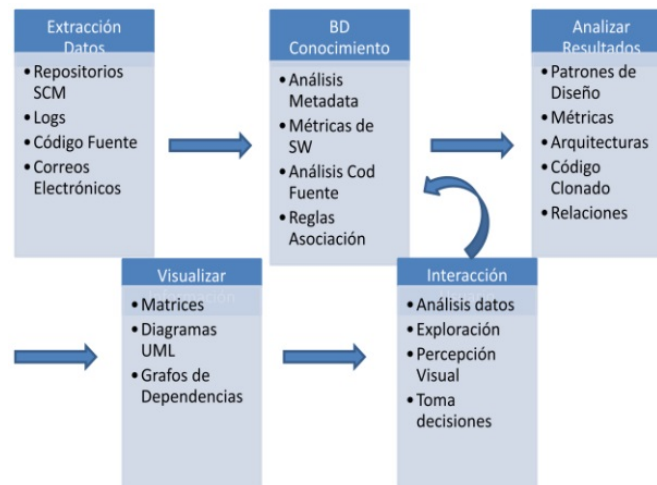 Extracción
Datos
• Repositorios
SCM
• Logs
• Código Fuente
• Correos
Electrónicos
BD
Conocimiento
• Análisis
Metadata
• Métricas de
SW
• Análisis Cod
Fuente
• Reglas
Asociación
Analizar
Resultados
• Patrones de
Diseño
• Métricas
• Arquitecturas
• Código
Clonado
• Relaciones
Visualizar
• Matrices
• Diagramas
UML
• Grafos de
Dependencias
Interacción
• Análisis datos
• Exploración
• Percepción
Visual
• Toma
decisiones